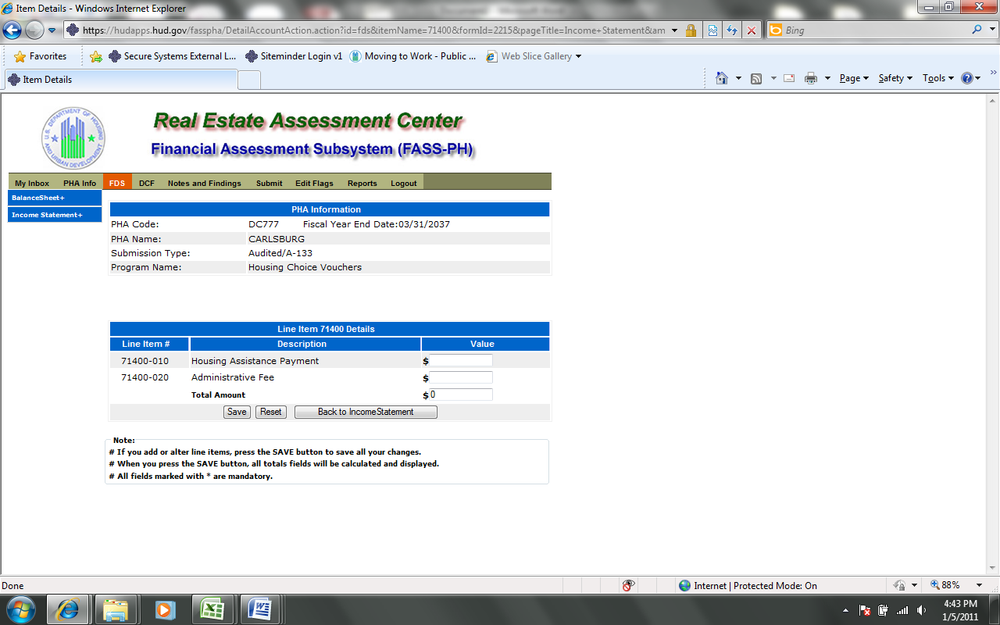 Item Details - Windows Internet Explorer
https://hudapps.hud.gov/fasspha/DetailAccountAction.action?id=fds&itemName=71400&formId=2215&pageTitle=Income+Statement&am
Bing
Favorites Secure Systems External L... Siteminder Login v1 Moving to Work - Public ... Web Slice Gallery
Item Details
Page Safety Tools
U.S. DEPARTMENT OF HOUSING AND URBAN DEVELOPMENT
Real Estate Assessment Center
Financial Assessment Subsystem (FASS-PH)
My Inbox PHA Info FDS DCF Notes and Findings Submit Edit Flags Reports Logout
BalanceSheet+
Income Statement+
PHA Information
PHA Code: DC777 Fiscal Year End Date:03/31/2037
PHA Name: CARLSBURG
Submission Type: Audited/A-133
Program Name: Housing Choice Vouchers
Line Item 71400 Details
Line Item # Description Value
71400-010 Housing Assistance Payment $
71400-020 Administrative Fee $
Total Amount $ 0
Save Reset Back to IncomeStatement
Note:
# If you add or alter line items, press the SAVE button to save all your changes.
# When you press the SAVE button, all totals fields will be calculated and displayed.
# All fields marked with * are mandatory.
Done Internet | Protected Mode: On 88%
4:43 PM
1/5/2011